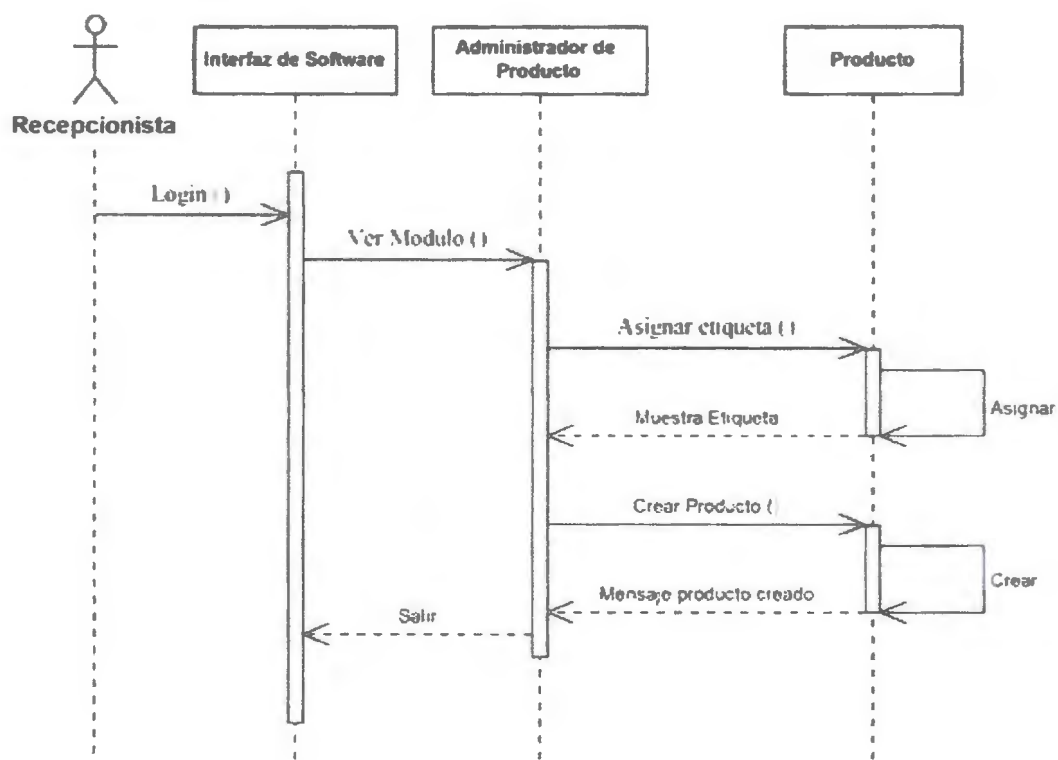 Interfaz de Software
Administrador de
Producto
Producto
Recepcionista
Login ( )
Ver Modulo ( )
Asignar etiqueta ( )
Asignar
Muestra Etiqueta
Crear Producto (
Crear
Mensaje producto creado
Salir